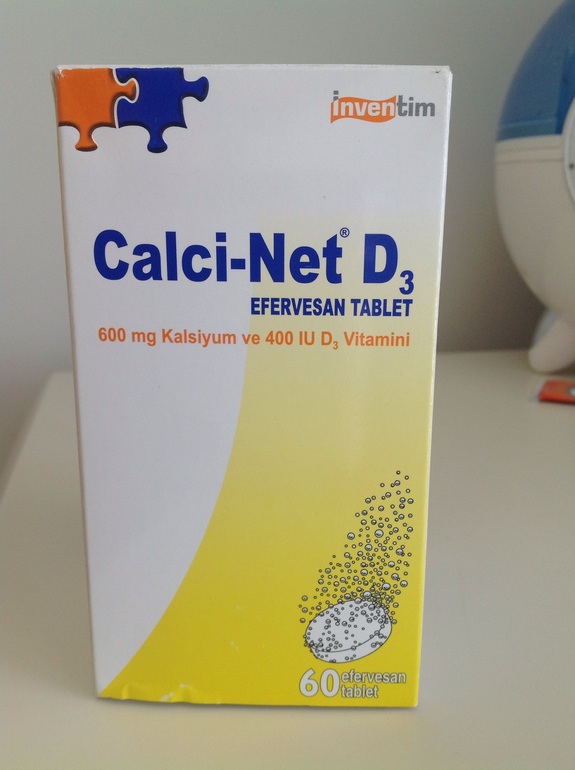 inventim
Calci-Net® D3
EFERVESAN TABLET
600 mg Kalsiyum ve 400 IU D3 Vitamini
60 efervesan
tablet